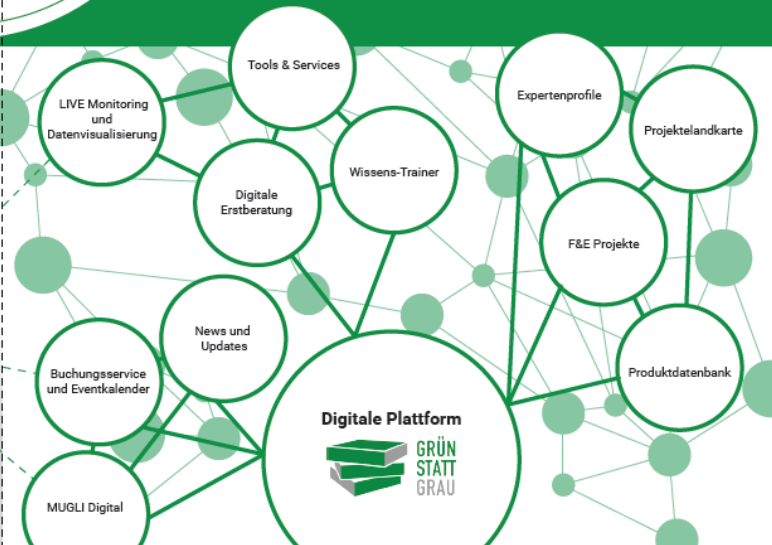 Tools & Services
LIVE Monitoring
und
Datenvisualisierung
Digitale
Erstberatung
Wissens-Trainer
Expertenprofile
Projektelandkarte
F&E Projekte
Produktdatenbank
News und
Updates
Buchungsservice
und Eventkalender
MUGLI Digital
Digitale Plattform
GRÜN
STATT
GRAU